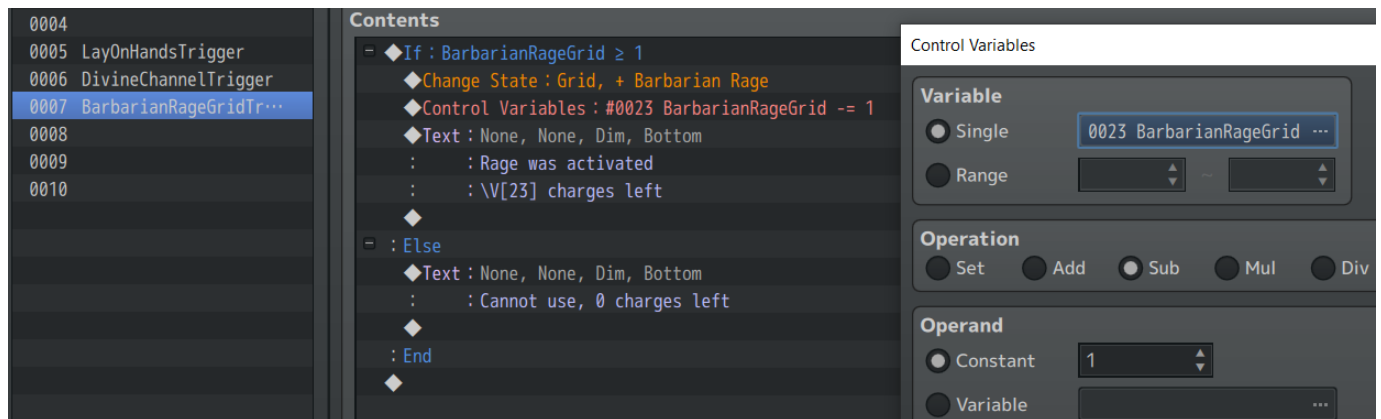 0004
0005 LayOnHandsTrigger
0006 DivineChannelTrigger
0007 BarbarianRageGridTr···
0008
0009
0010
Contents
◆If：BarbarianRageGrid ≥ 1
◆Change State：Grid, + Barbarian Rage
◆Control Variables：#0023 BarbarianRageGrid -= 1
◆Text：None, None, Dim, Bottom
:　:Rage was activated
:　:\V[23] charges left
◆
:Else
◆Text：None, None, Dim, Bottom
:　:Cannot use, 0 charges left
◆
:End
◆
Control Variables
Variable
Single 0023 BarbarianRageGrid ···
Range ~
Operation
Set Add Sub Mul Div
Operand
Constant 1
Variable ···